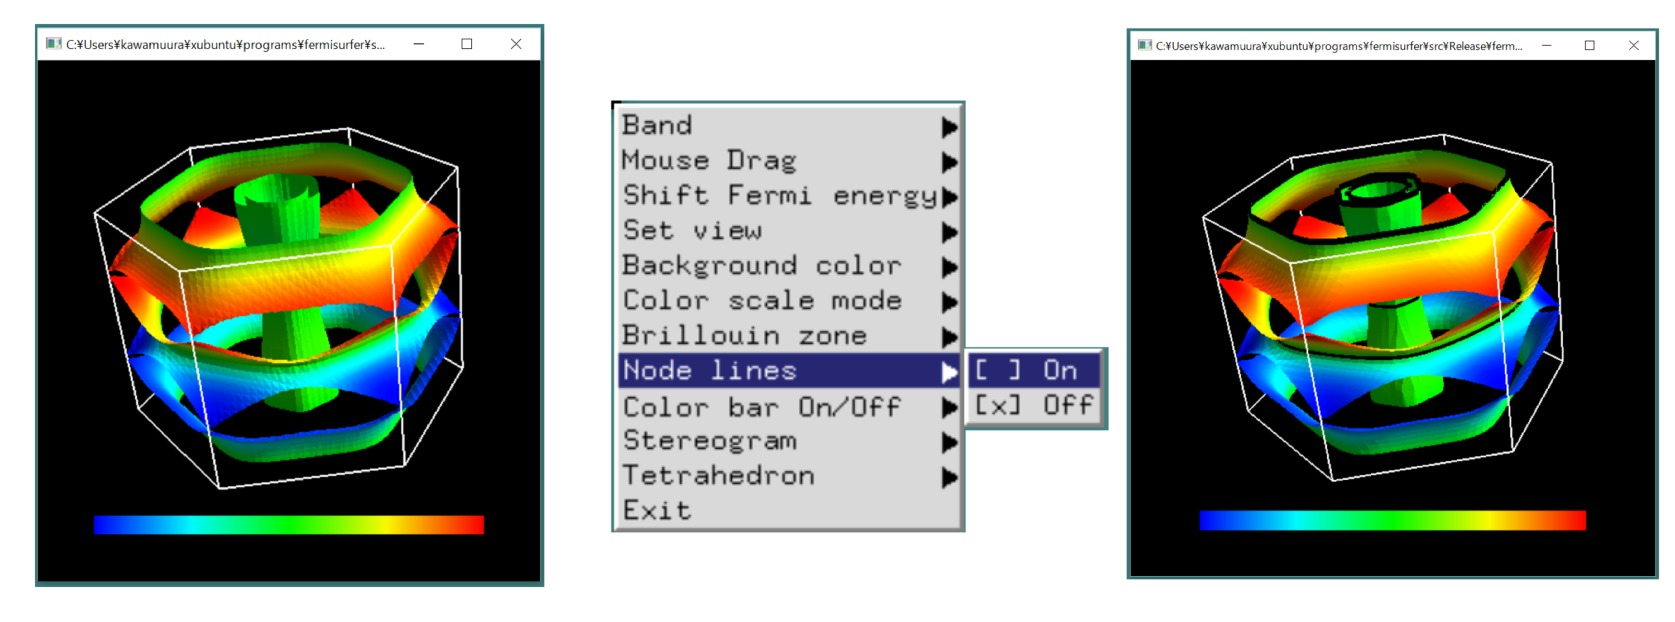 C:¥Users¥kawamuura¥xubuntu¥programs¥fermisurfer¥s...
Band
Mouse Drag
Shift Fermi energy
Set view
Background color
Color scale mode
Brillouin zone
Node lines
[ ] On
Color bar On/Off
[x] Off
Stereogram
Tetrahedron
Exit
C:¥Users¥kawamuura¥xubuntu¥programs¥fermisurfer¥src¥Release¥ferm...